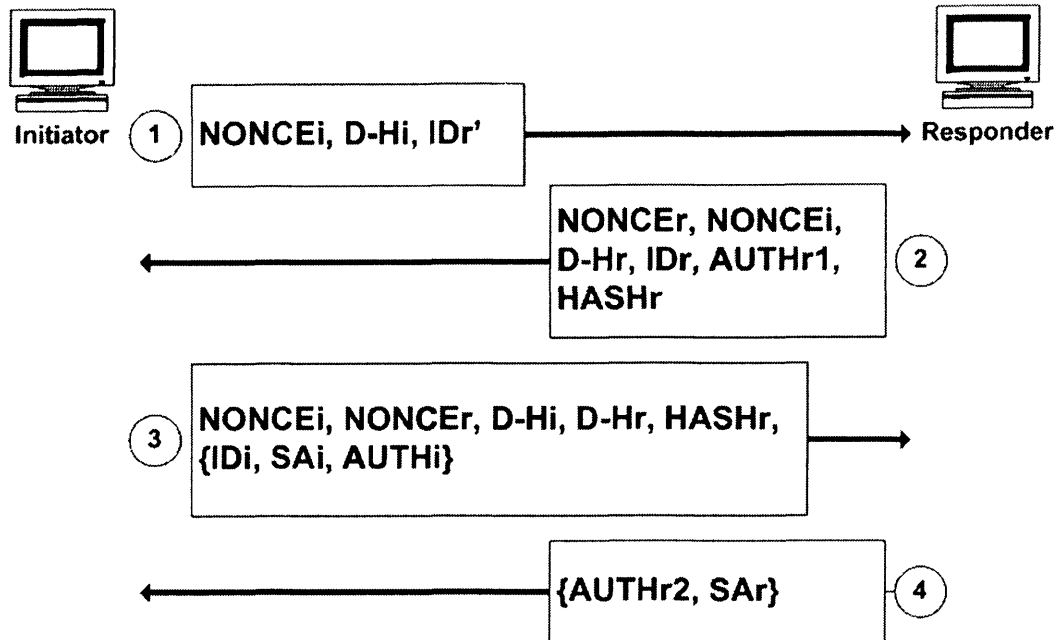 Initiator
1
NONCEi, D-Hi, IDr'
Responder
NONCEr, NONCEi,
D-Hr, IDr, AUTHr1,
HASHr
2
3
NONCEi, NONCEr, D-Hi, D-Hr, HASHr,
{IDi, SAi, AUTHi}
{AUTHr2, SAr}
4